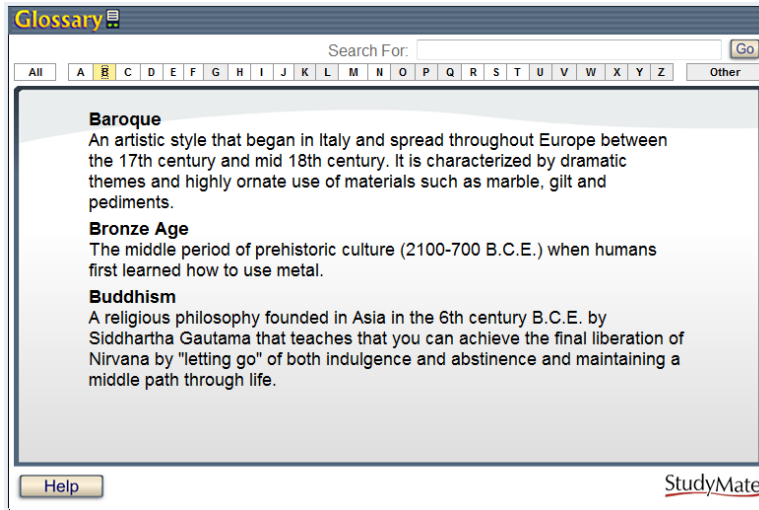 Glossary
Search For:
Go
All A B C D E F G H I J K L M N O P Q R S T U V W X Y Z Other
Baroque
An artistic style that began in Italy and spread throughout Europe between
the 17th century and mid 18th century. It is characterized by dramatic
themes and highly ornate use of materials such as marble, gilt and
pediments.
Bronze Age
The middle period of prehistoric culture (2100-700 B.C.E.) when humans
first learned how to use metal.
Buddhism
A religious philosophy founded in Asia in the 6th century B.C.E. by
Siddhartha Gautama that teaches that you can achieve the final liberation of
Nirvana by "letting go" of both indulgence and abstinence and maintaining a
middle path through life.
Help
StudyMate